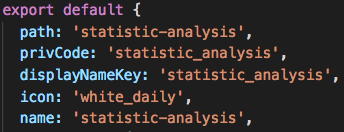 export default {
path: 'statistic-analysis',
privCode: 'statistic_analysis',
displayNameKey: 'statistic_analysis',
icon: 'white_daily',
name: 'statistic-analysis',